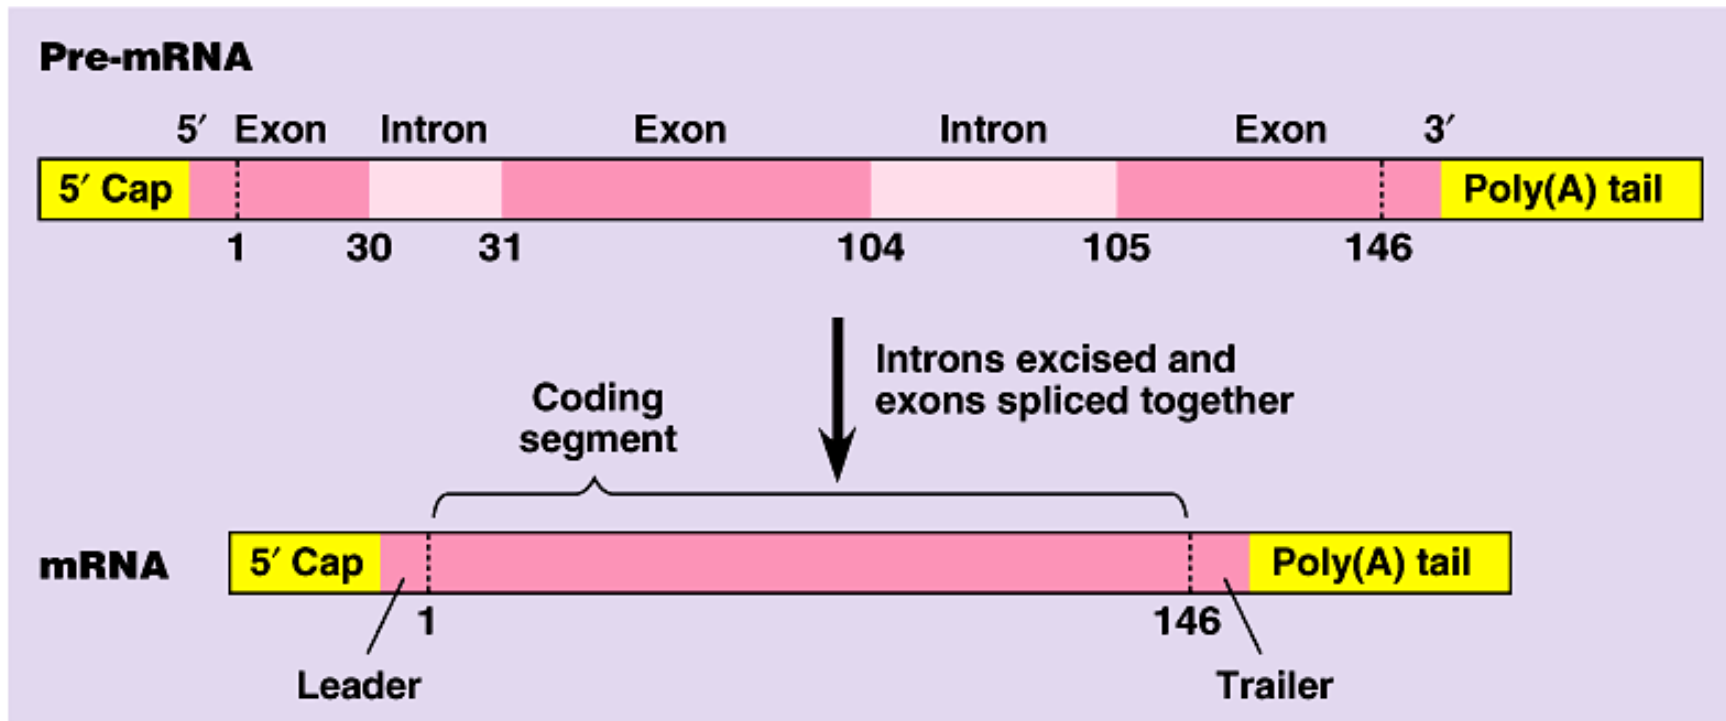 Pre-mRNA
5′ Exon Intron Exon Intron Exon 3′
5′ Cap Poly(A) tail
1 30 31 104 105 146
Introns excised and
exons spliced together
Coding
segment
mRNA 5′ Cap Poly(A) tail
1 146
Leader Trailer